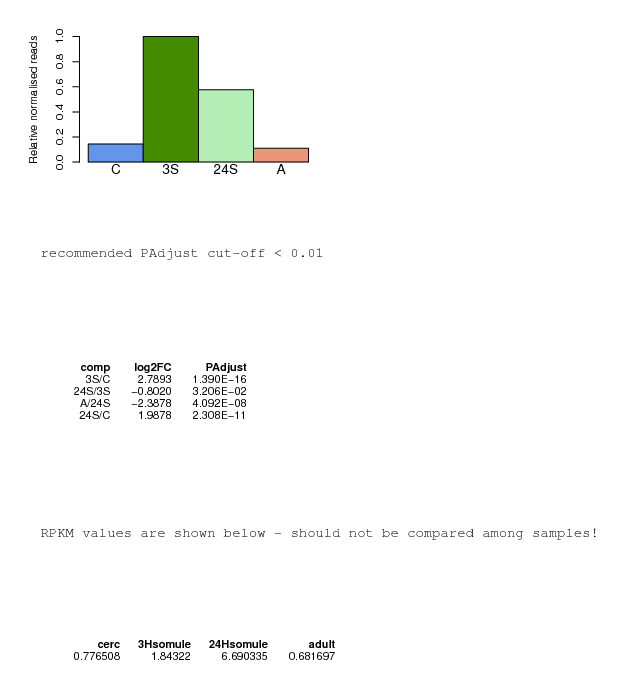 Relative normalised reads
1.0
0.8
0.6
0.4
0.2
0.0
C 3S 24S A
recommended PAdjust cut-off < 0.01
comp log2FC PAdjust
3S/C 2.7893 1.390E−16
24S/3S −0.8020 3.206E−02
A/24S −2.3878 4.092E−08
24S/C 1.9878 2.308E−11
RPKM values are shown below - should not be compared among samples!
cerc 3Hsomule 24Hsomule adult
0.776508 1.84322 6.690335 0.681697